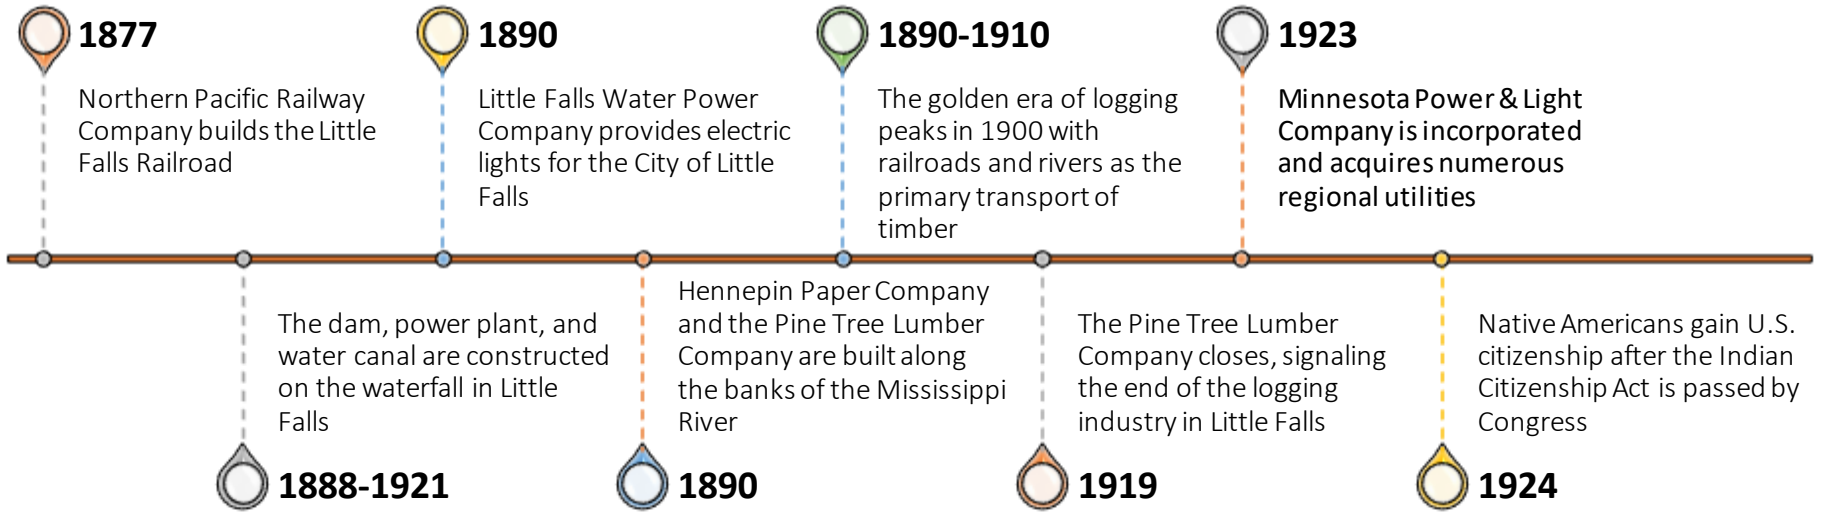 1877
Northern Pacific Railway
Company builds the Little
Falls Railroad
1888-1921
The dam, power plant, and
water canal are constructed
on the waterfall in Little
Falls
1890
Little Falls Water Power
Company provides electric
lights for the City of Little
Falls
1890
Hennepin Paper Company
and the Pine Tree Lumber
Company are built along
the banks of the Mississippi
River
1890-1910
The golden era of logging
peaks in 1900 with
railroads and rivers as the
primary transport of
timber
1919
The Pine Tree Lumber
Company closes, signaling
the end of the logging
industry in Little Falls
1923
Minnesota Power & Light
Company is incorporated
and acquires numerous
regional utilities
1924
Native Americans gain U.S.
citizenship after the Indian
Citizenship Act is passed by
Congress